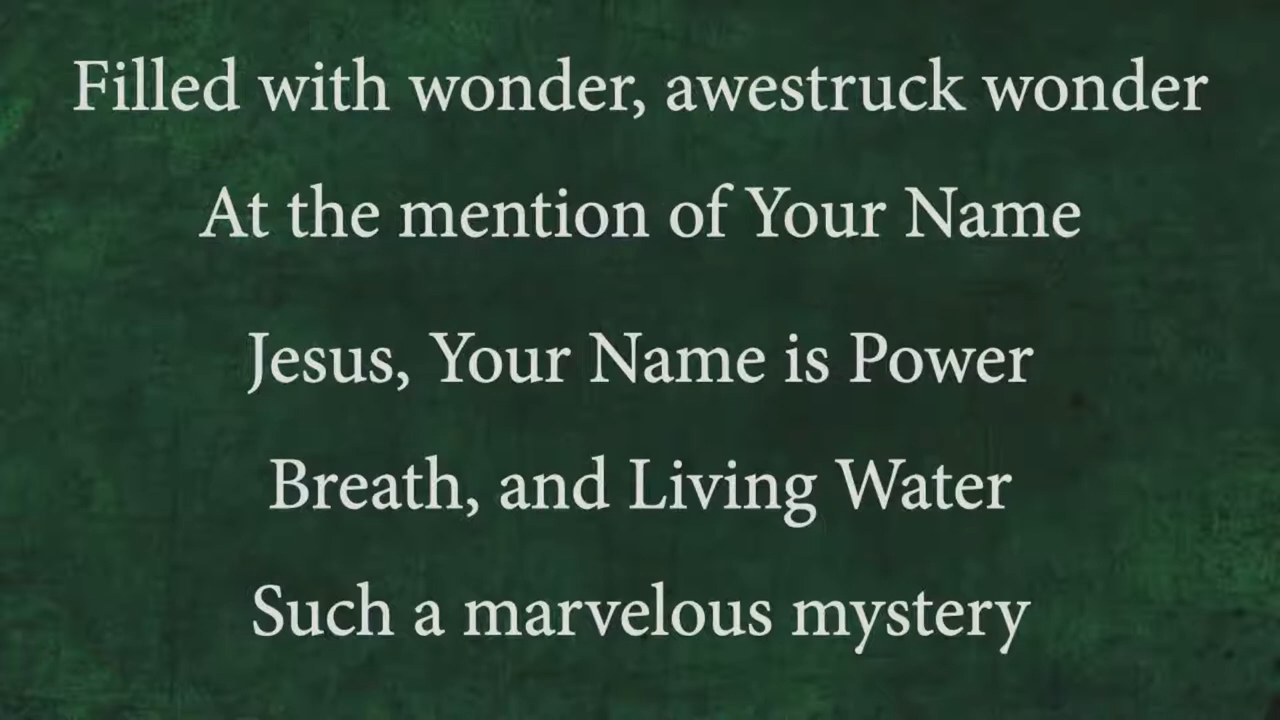 Filled with wonder, awestruck wonder
At the mention of Your Name
Jesus, Your Name is Power
Breath, and Living Water
Such a marvelous mystery